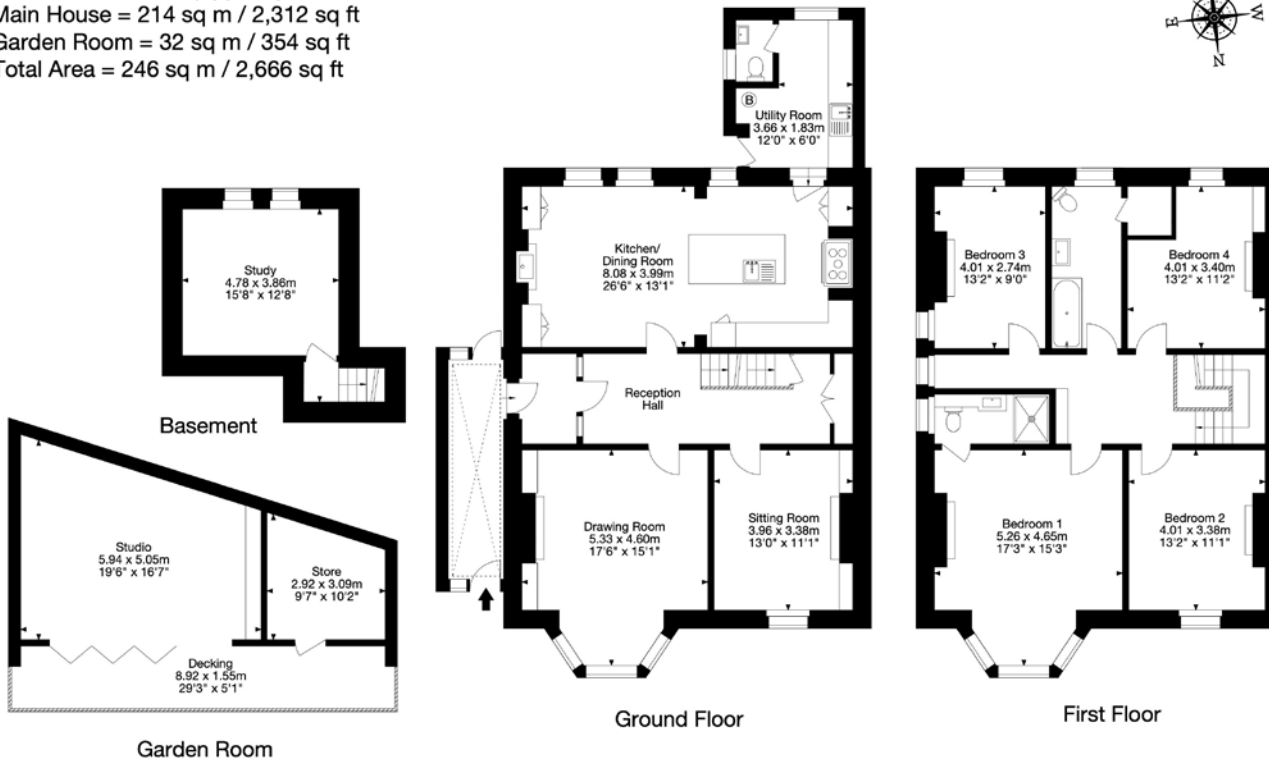 Main House = 214 sq m / 2,312 sq ft
Garden Room = 32 sq m / 354 sq ft
Total Area = 246 sq m / 2,666 sq ft
E
W
N
B
Utility Room
3.66 x 1.83m
12'0" x 6'0"
Study
4.78 x 3.86m
15'8" x 12'8"
Basement
Kitchen/
Dining Room
8.08 x 3.99m
26'6" x 13'1"
Reception
Hall
Drawing Room
5.33 x 4.60m
17'6" x 15'1"
Sitting Room
3.96 x 3.38m
13'0" x 11'1"
Ground Floor
Bedroom 3
4.01 x 2.74m
13'2" x 9'0"
Bedroom 4
4.01 x 3.40m
13'2" x 11'2"
Bedroom 1
5.26 x 4.65m
17'3" x 15'3"
Bedroom 2
4.01 x 3.38m
13'2" x 11'1"
First Floor
Studio
5.94 x 5.05m
19'6" x 16'7"
Store
2.92 x 3.09m
9'7" x 10'2"
Decking
8.92 x 1.55m
29'3" x 5'1"
Garden Room